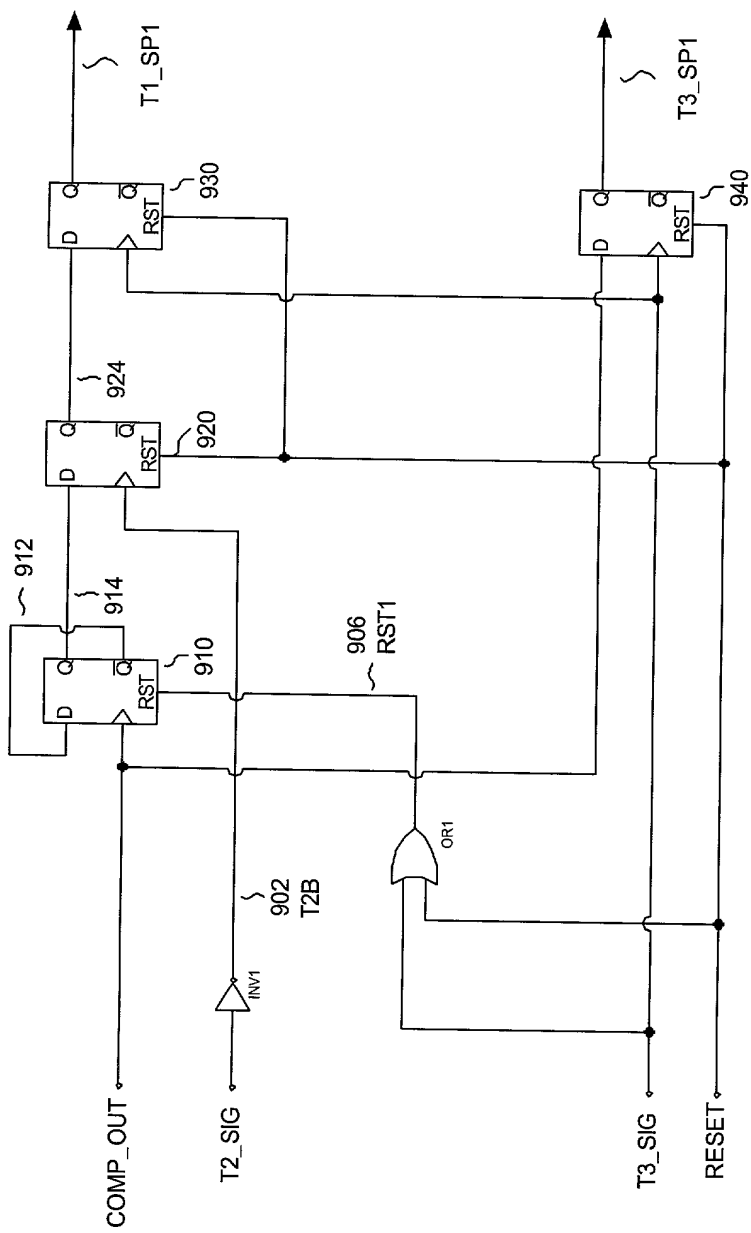 912
914
924
D
Q
Q
RST
910
D
Q
Q
RST
920
D
Q
Q
RST
930
T1_SP1
COMP_OUT
T2_SIG
INV1
902
T2B
906
RST1
OR1
T3_SIG
RESET
D
Q
Q
RST
940
T3_SP1